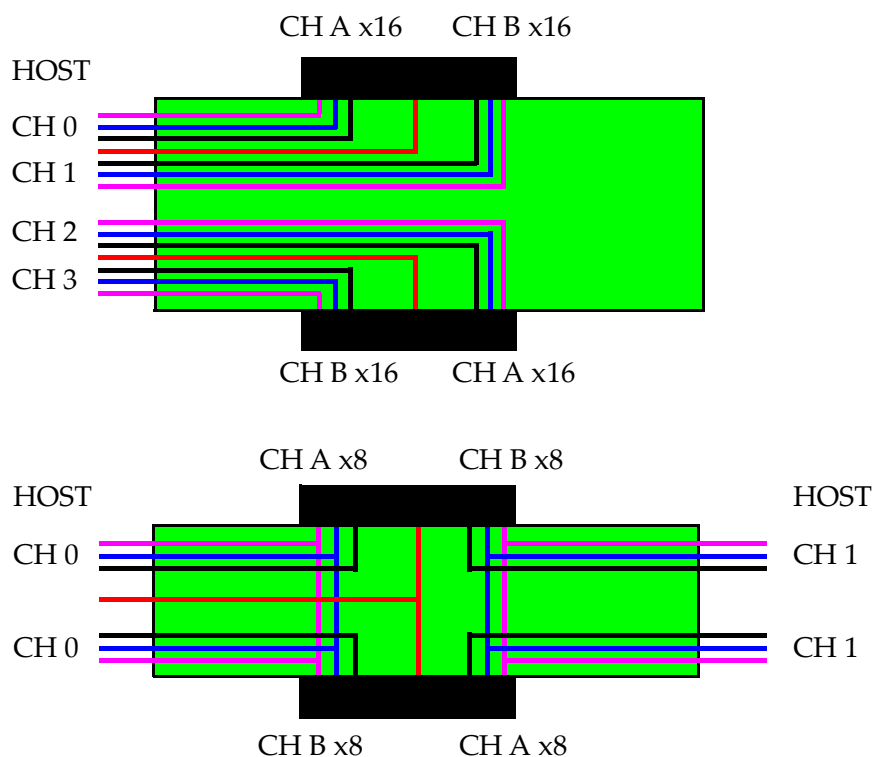 CH A x16 CH B x16
HOST
CH 0
CH 1
CH 2
CH 3
CH B x16 CH A x16
CH A x8 CH B x8
HOST HOST
CH 0 CH 1
CH 0 CH 1
CH B x8 CH A x8